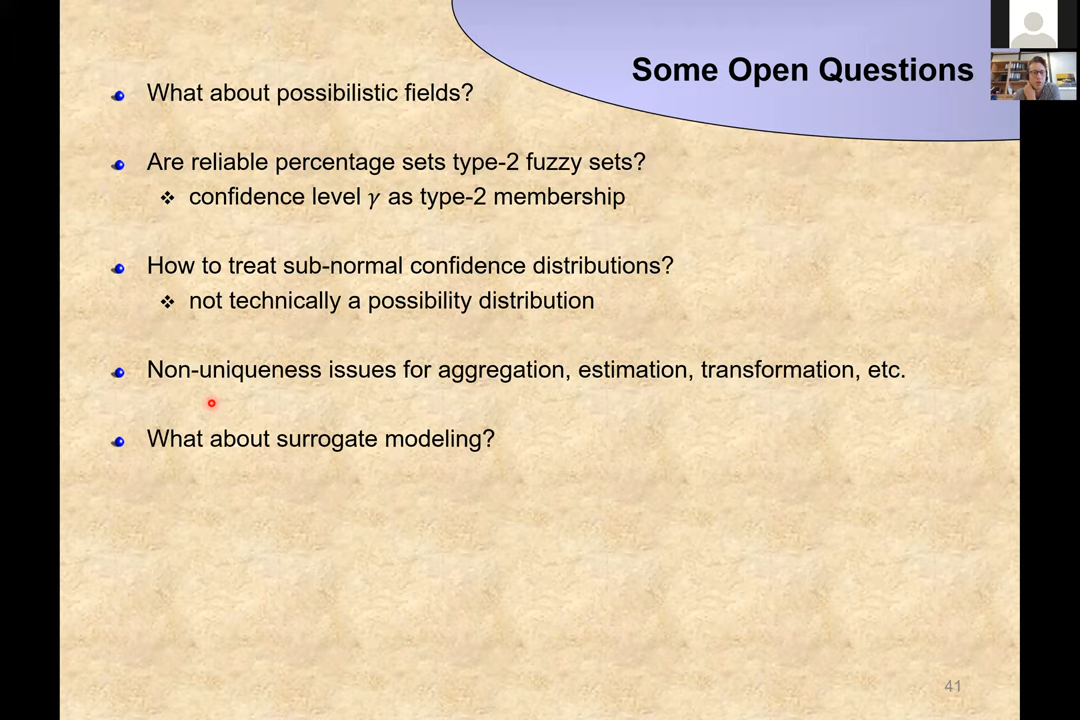 Some Open Questions
What about possibilistic fields?
Are reliable percentage sets type-2 fuzzy sets?
confidence level γ as type-2 membership
How to treat sub-normal confidence distributions?
not technically a possibility distribution
Non-uniqueness issues for aggregation, estimation, transformation, etc.
What about surrogate modeling?
41